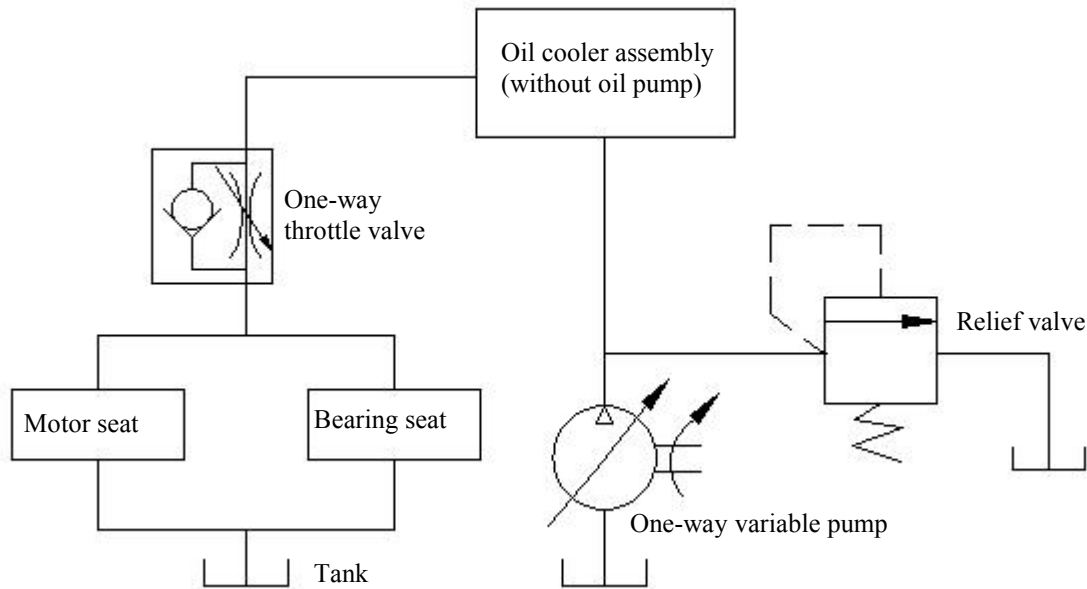 Oil cooler assembly
(without oil pump)
One-way
throttle valve
Relief valve
Motor seat
Bearing seat
One-way variable pump
Tank